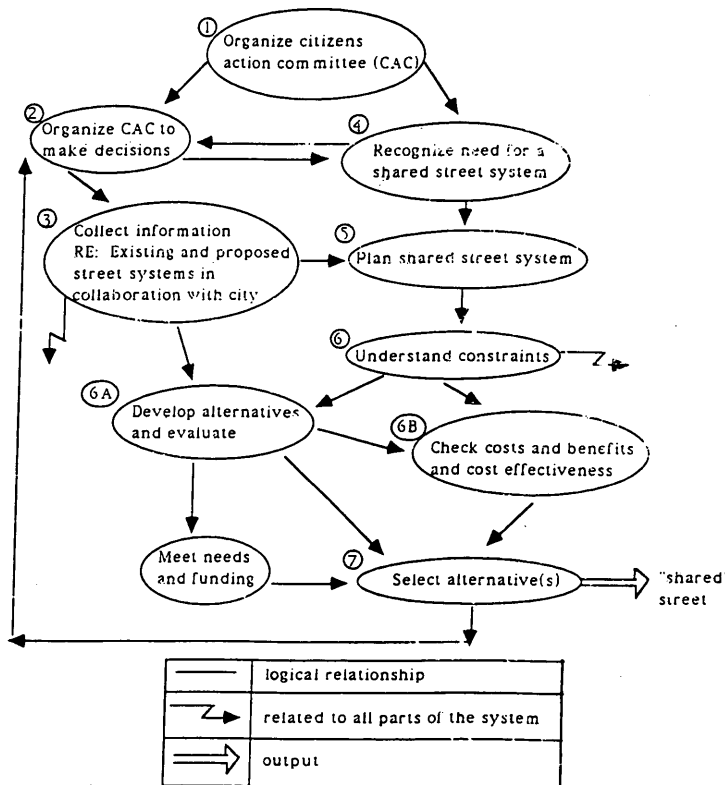 1
Organize citizens
action committee (CAC)
2
Organize CAC to
make decisions
4
Recognize need for a
shared street system
3
Collect information
RE: Existing and proposed
street systems in
collaboration with city
5
Plan shared street system
6
Understand constraints
6A
Develop alternatives
and evaluate
6B
Check costs and benefits
and cost effectiveness
Meet needs
and funding
7
Select alternative(s)
"shared"
street
logical relationship
related to all parts of the system
output